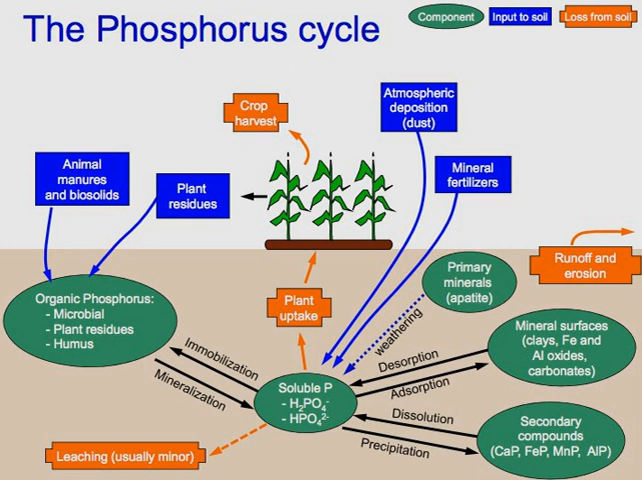 The Phosphorus cycle
Component
Input to soil
Loss from soil
Atmospheric
deposition
(dust)
Crop
harvest
Animal
manures
and biosolids
Plant
residues
Mineral
fertilizers
Runoff and
erosion
Primary
minerals
(apatite)
Plant
uptake
Organic Phosphorus:
- Microbial
- Plant residues
- Humus
weathering
Mineral surfaces
(clays, Fe and
Al oxides,
carbonates)
Immobilization
Mineralization
Desorption
Adsorption
Soluble P
- H₂PO₄⁻
- HPO₄²⁻
Dissolution
Precipitation
Secondary
compounds
(CaP, FeP, MnP, AlP)
Leaching (usually minor)